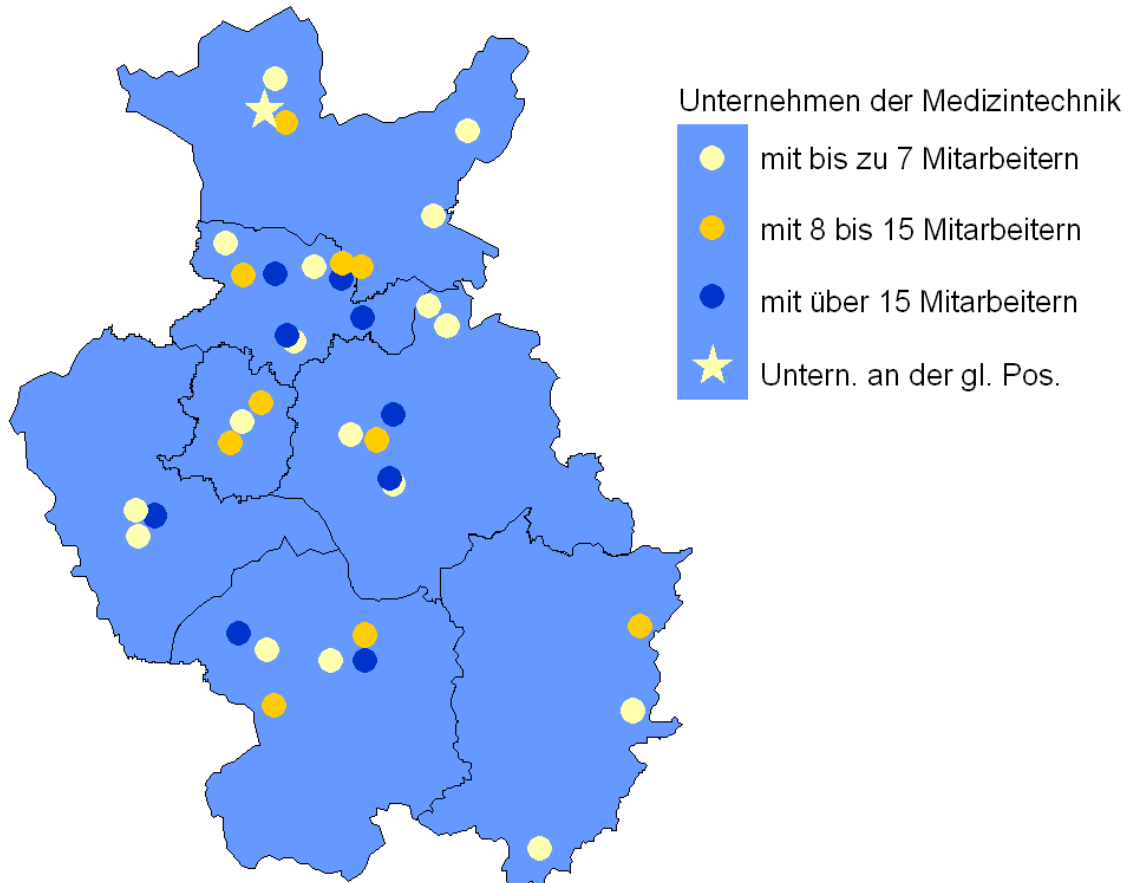 Unternehmen der Medizintechnik
mit bis zu 7 Mitarbeitern
mit 8 bis 15 Mitarbeitern
mit über 15 Mitarbeitern
Untern. an der gl. Pos.